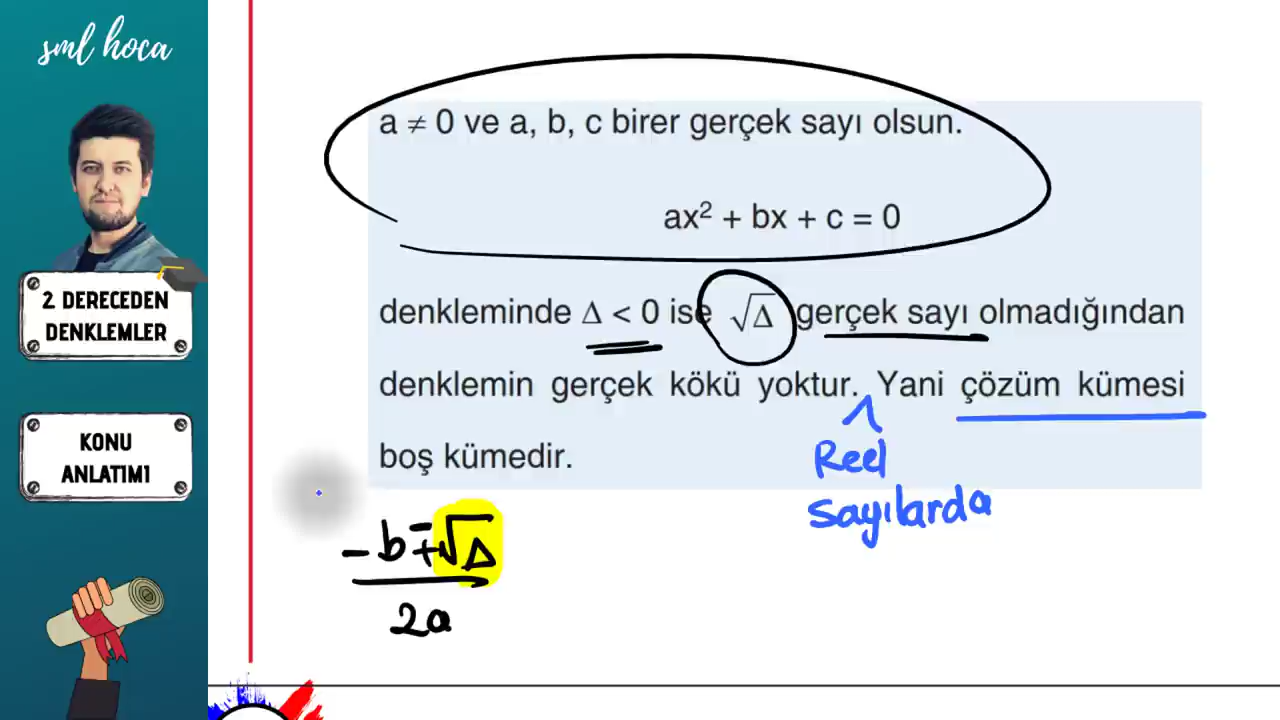 sml hoca
2 DERECEDEN
DENKLEMLER
KONU
ANLATIMI
a ≠ 0 ve a, b, c birer gerçek sayı olsun.
ax² + bx + c = 0
denkleminde Δ < 0 ise √Δ gerçek sayı olmadığından
denklemin gerçek kökü yoktur. Yani çözüm kümesi
boş kümedir.
Reel
sayılarda
-b∓√Δ
2a